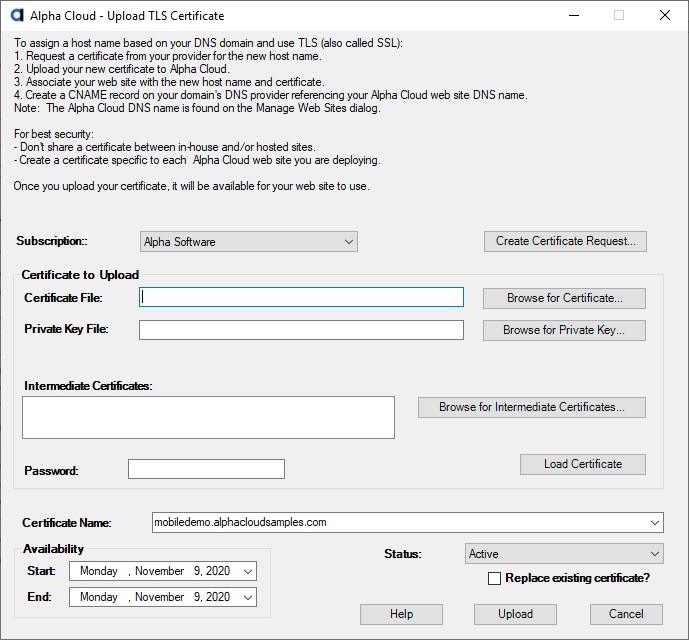 Alpha Cloud - Upload TLS Certificate
To assign a host name based on your DNS domain and use TLS (also called SSL):
1. Request a certificate from your provider for the new host name.
2. Upload your new certificate to Alpha Cloud.
3. Associate your web site with the new host name and certificate.
4. Create a CNAME record on your domain's DNS provider referencing your Alpha Cloud web site DNS name.
Note:  The Alpha Cloud DNS name is found on the Manage Web Sites dialog.
For best security:
- Don't share a certificate between in-house and/or hosted sites.
- Create a certificate specific to each  Alpha Cloud web site you are deploying.
Once you upload your certificate, it will be available for your web site to use.
Subscription:: Alpha Software Create Certificate Request...
Certificate to Upload
Certificate File: Browse for Certificate...
Private Key File: Browse for Private Key...
Intermediate Certificates:
Browse for Intermediate Certificates...
Password: Load Certificate
Certificate Name: mobiledemo.alphacloudsamples.com
Availability
Status: Active
Start: Monday , November 9, 2020
Replace existing certificate?
End: Monday , November 9, 2020
Help Upload Cancel